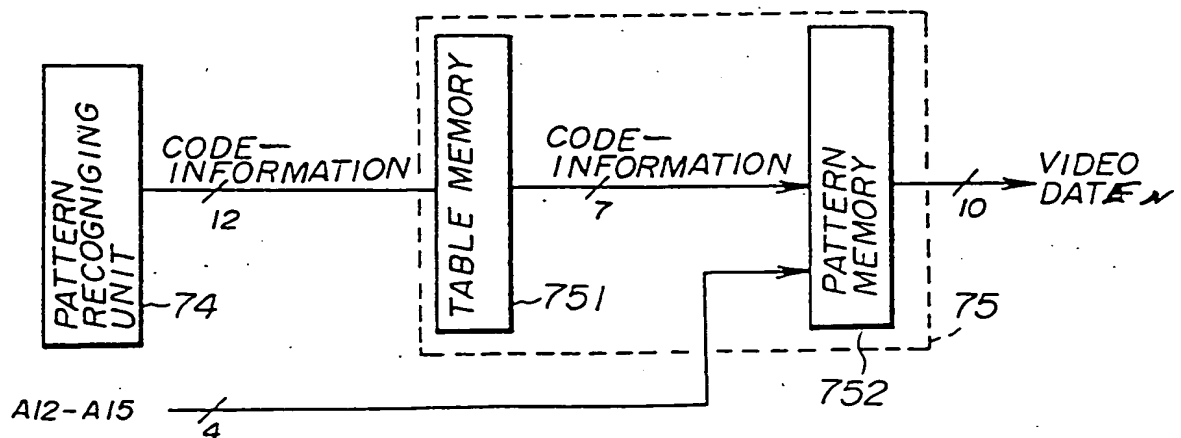 PATTERN
RECOGNIGING
UNIT
74
CODE—
INFORMATION
12
TABLE MEMORY
751
CODE—
INFORMATION
7
PATTERN
MEMORY
752
10
VIDEO
75
A12-A15
4